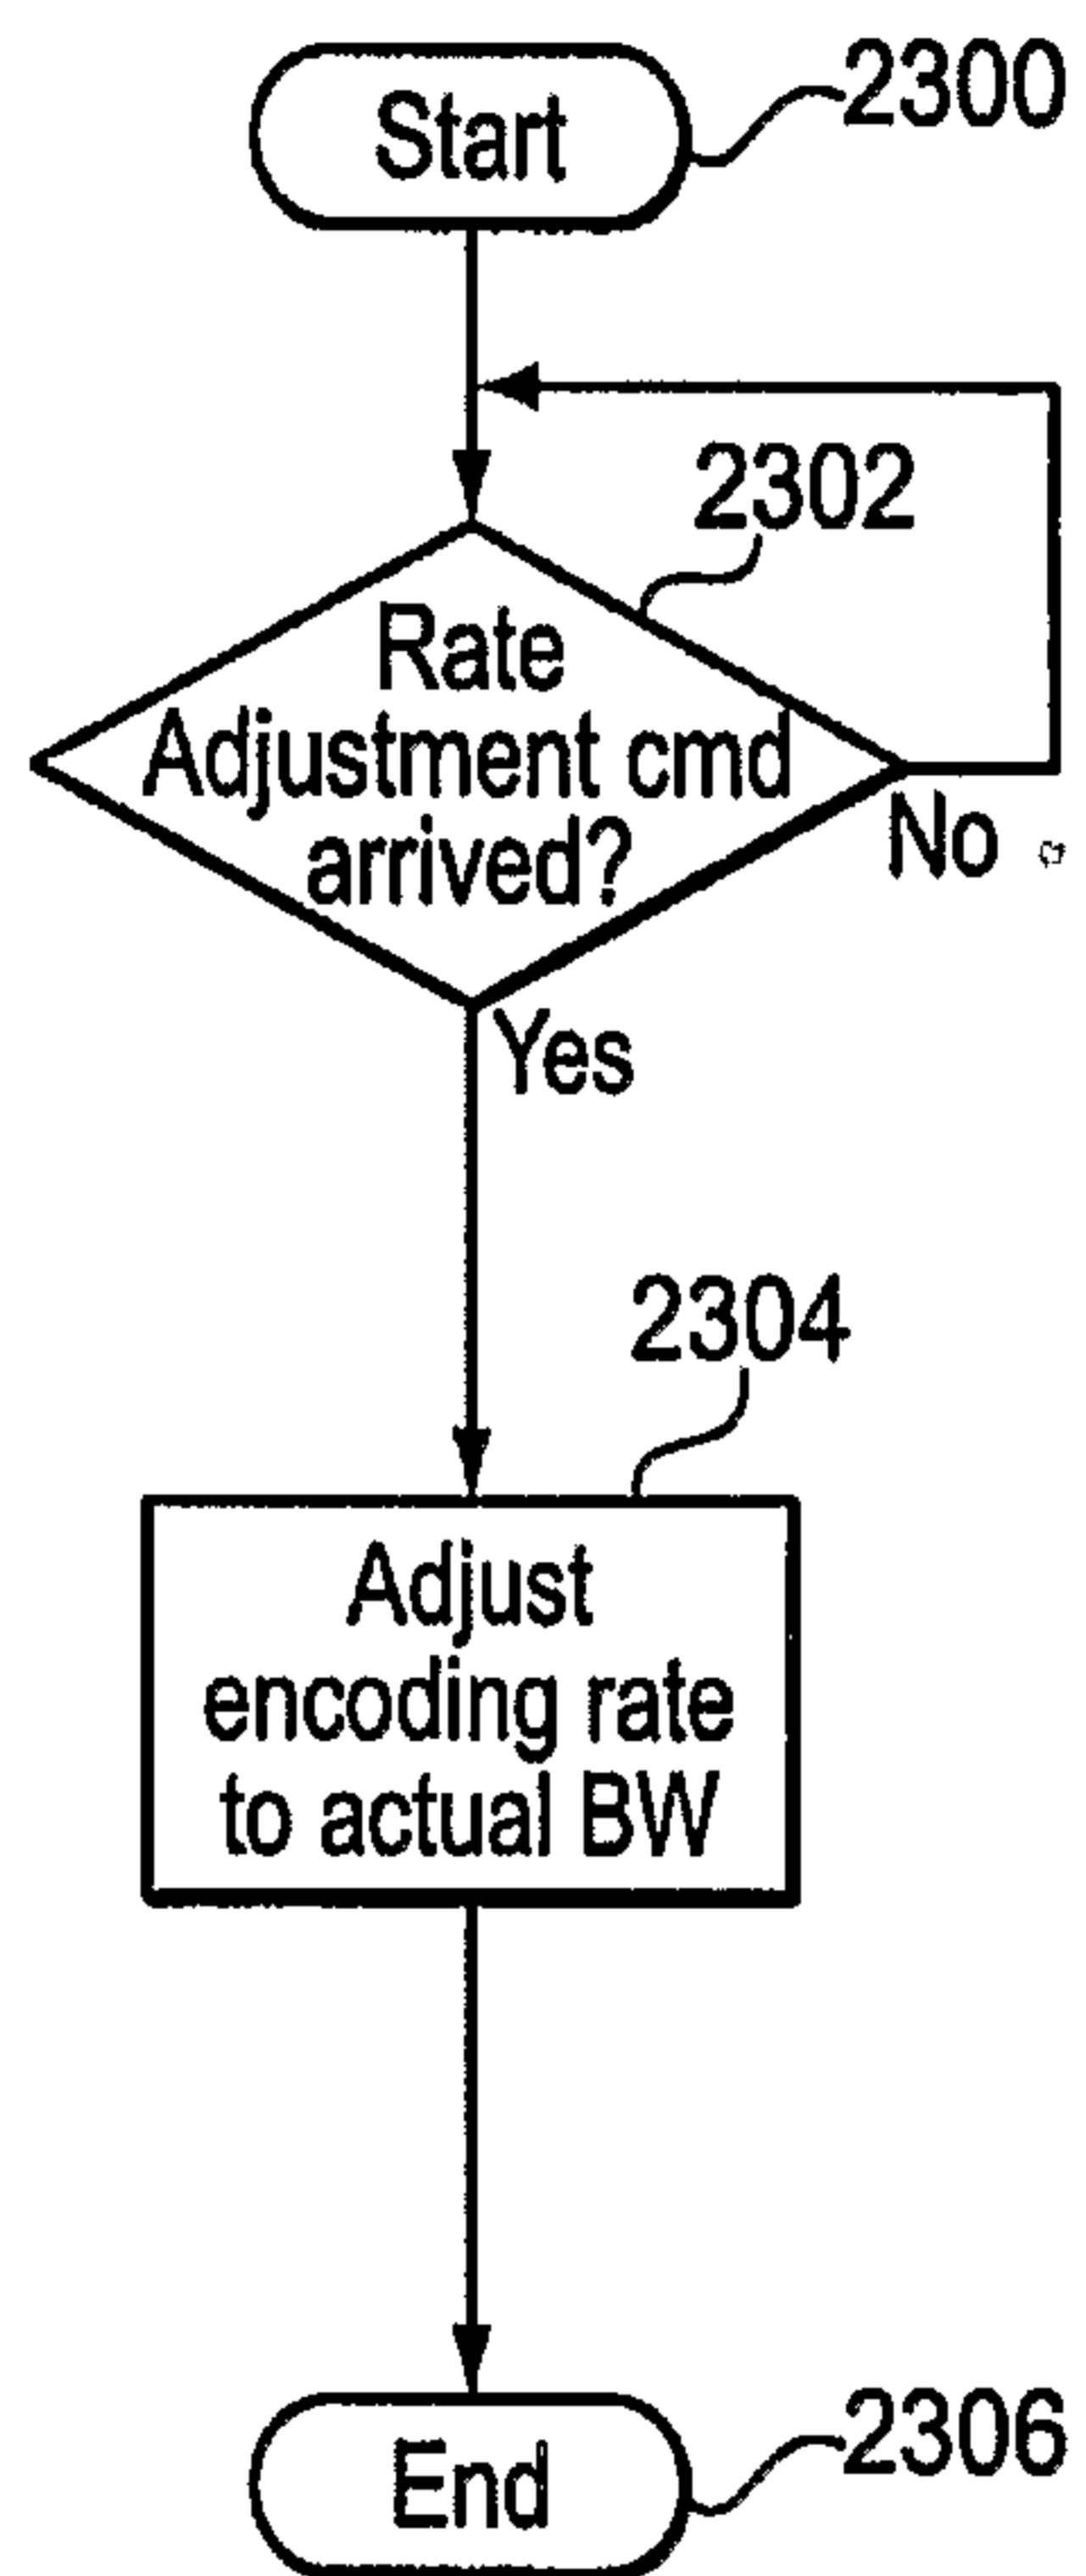 Start
2300
2302
Rate
Adjustment cmd
arrived?
No
Yes
2304
Adjust
encoding rate
to actual BW
End
2306